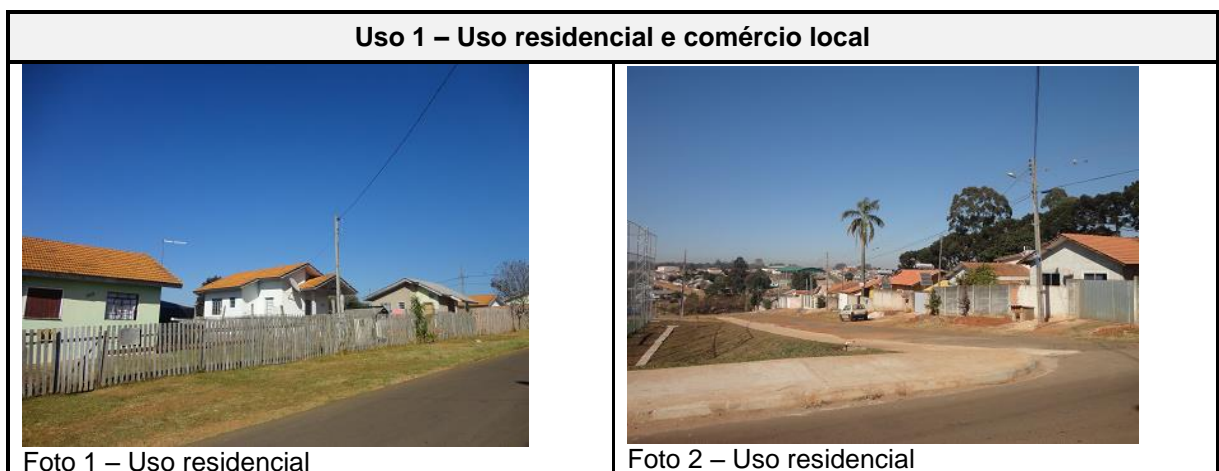 Uso 1 – Uso residencial e comércio local
Foto 1 – Uso residencial
Foto 2 – Uso residencial